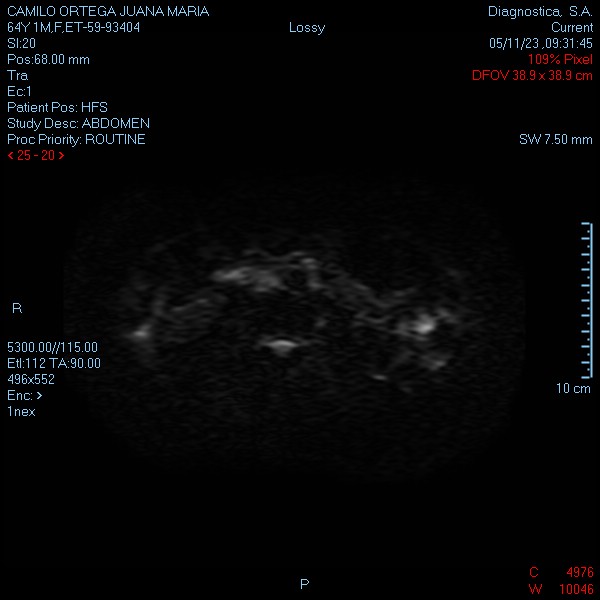 CAMILO ORTEGA JUANA MARIA
64Y 1M,F,ET-59-93404
Sl:20
Pos:68.00 mm
Tra
Ec:1
Patient Pos: HFS
Study Desc: ABDOMEN
Proc Priority: ROUTINE
< 25 - 20 >
Lossy
Diagnostica, S.A.
Current
05/11/23 ,09:31:45
109% Pixel
DFOV 38.9 x 38.9 cm
SW 7.50 mm
R
5300.00//115.00
Etl:112 TA:90.00
496x552
Enc: >
1nex
10 cm
P
C 4976
W 10046